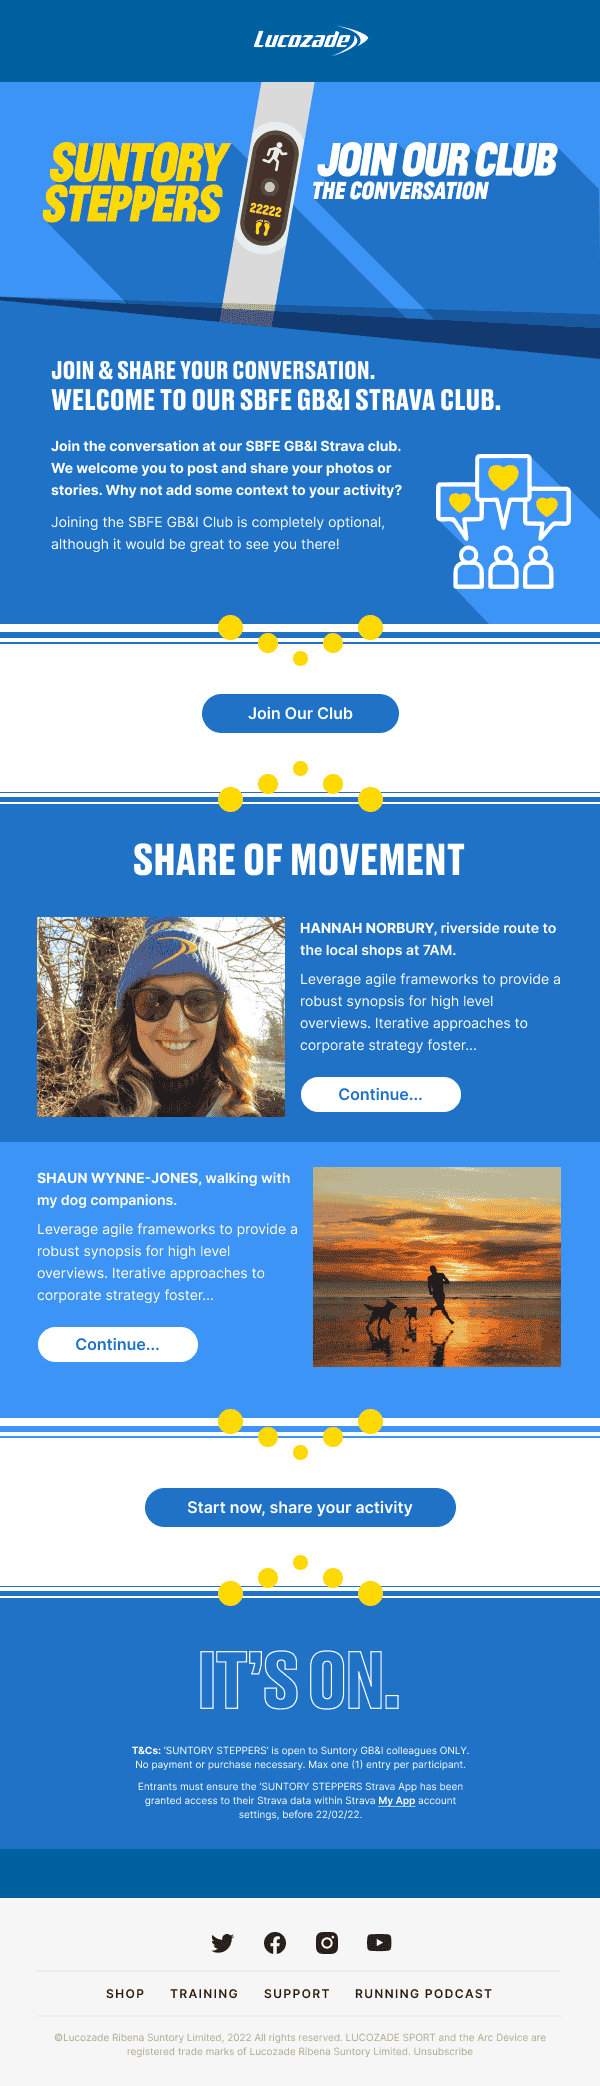 Lucozade
SUNTORY
STEPPERS
JOIN OUR CLUB
THE CONVERSATION
22222
JOIN & SHARE YOUR CONVERSATION.
WELCOME TO OUR SBFE GB&I STRAVA CLUB.
Join the conversation at our SBFE GB&I Strava club.
We welcome you to post and share your photos or
stories. Why not add some context to your activity?
Joining the SBFE GB&I Club is completely optional,
although it would be great to see you there!
Join Our Club
SHARE OF MOVEMENT
HANNAH NORBURY, riverside route to
the local shops at 7AM.
Leverage agile frameworks to provide a
robust synopsis for high level
overviews. Iterative approaches to
corporate strategy foster...
Continue...
SHAUN WYNNE-JONES, walking with
my dog companions.
Leverage agile frameworks to provide a
robust synopsis for high level
overviews. Iterative approaches to
corporate strategy foster...
Continue...
Start now, share your activity
IT'S ON.
T&Cs: 'SUNTORY STEPPERS' is open to Suntory GB&I colleagues ONLY.
No payment or purchase necessary. Max one (1) entry per participant.
Entrants must ensure the 'SUNTORY STEPPERS Strava App has been
granted access to their Strava data within Strava My App account
settings, before 22/02/22.
SHOP TRAINING SUPPORT RUNNING PODCAST
©Lucozade Ribena Suntory Limited, 2022 All rights reserved. LUCOZADE SPORT and the Arc Device are
registered trade marks of Lucozade Ribena Suntory Limited. Unsubscribe